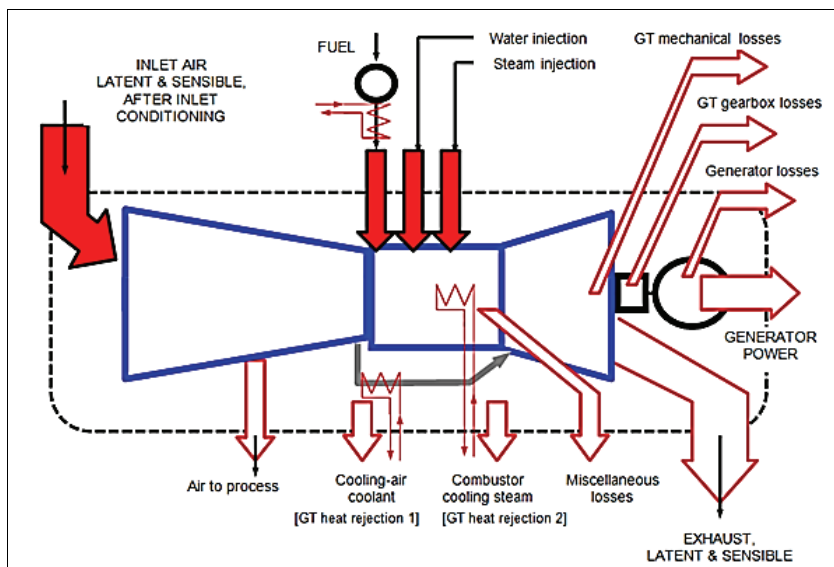 INLET AIR
LATENT & SENSIBLE,
AFTER INLET
CONDITIONING
FUEL
Water injection
Steam injection
GT mechanical losses
GT gearbox losses
Generator losses
GENERATOR
POWER
Air to process
Cooling-air
coolant
[GT heat rejection 1]
Combustor
cooling steam
[GT heat rejection 2]
Miscellaneous
losses
EXHAUST,
LATENT & SENSIBLE